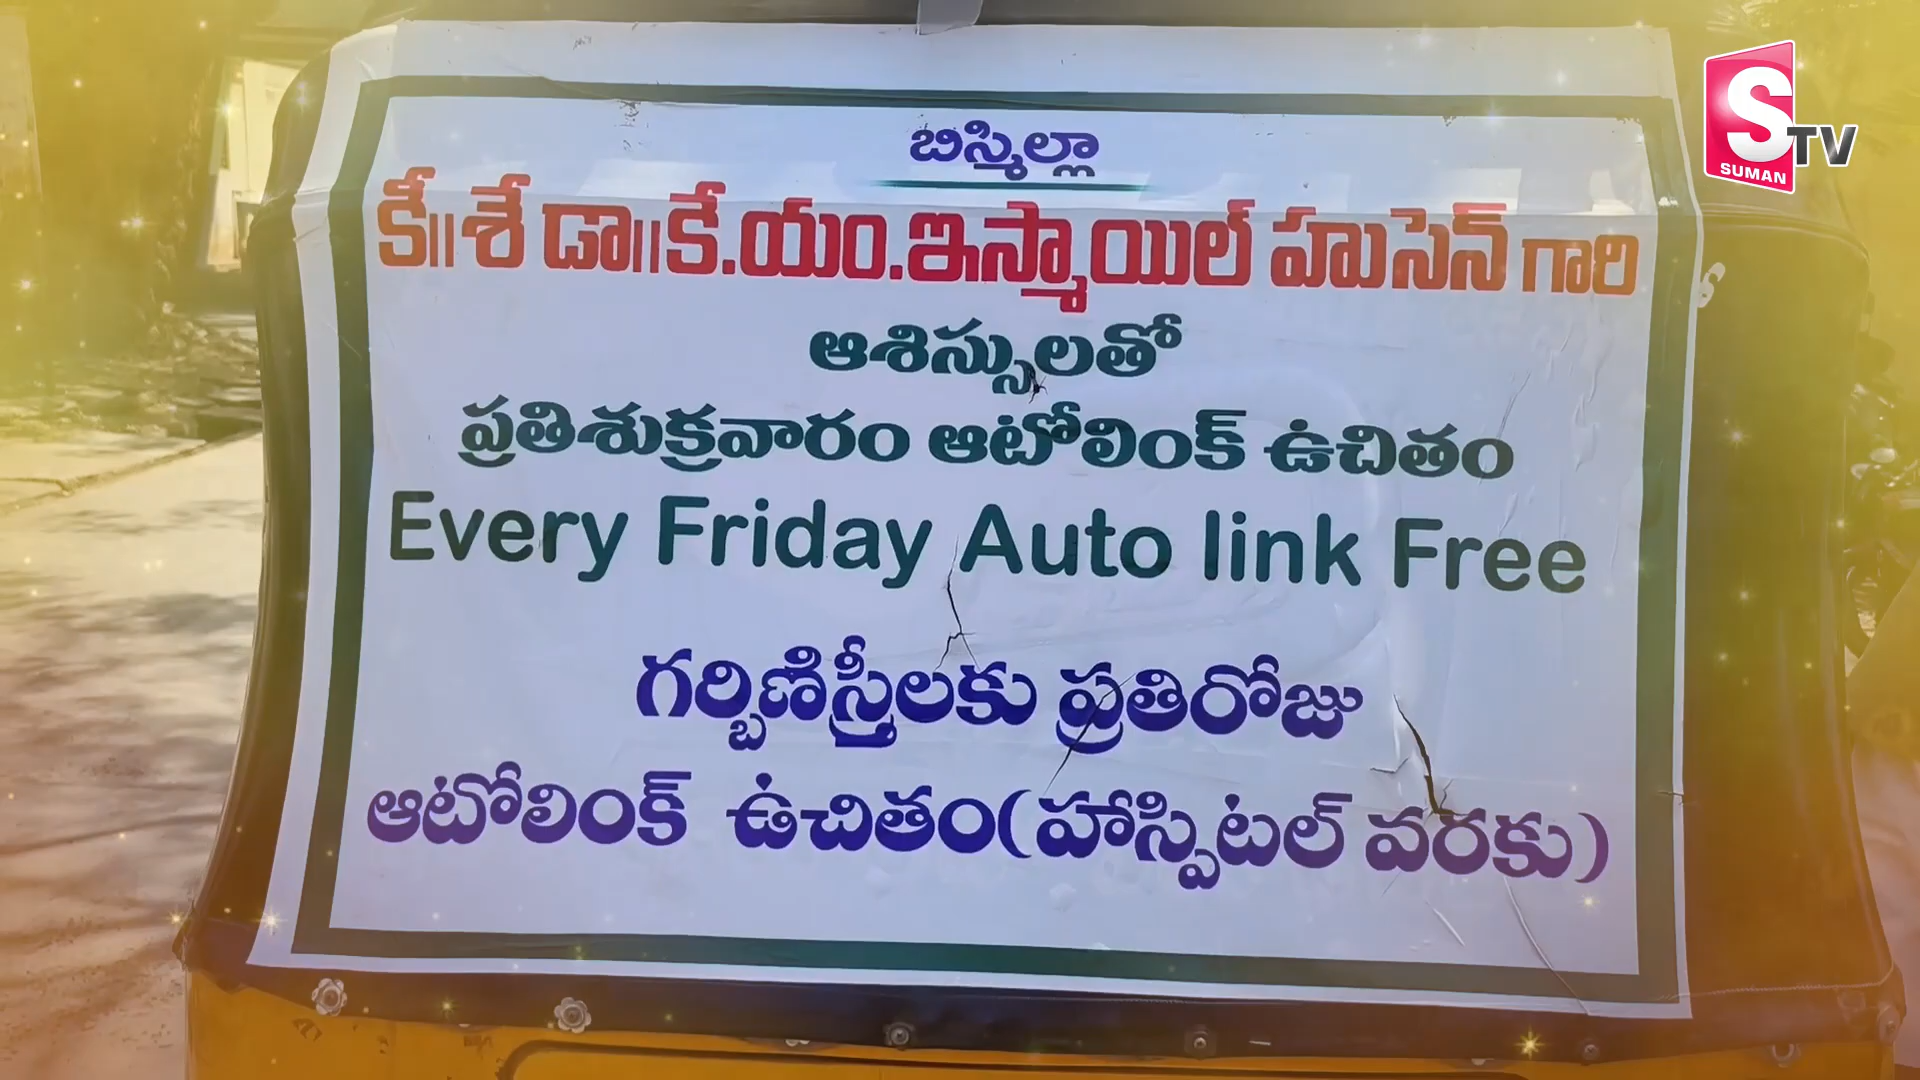 బిస్మిల్లా
కీ||శే డా||కే.యం.ఇస్మాయిల్ హుసెన్ గారి
ఆశిస్సులతో
ప్రతిశుక్రవారం ఆటోలింక్ ఉచితం
Every Friday Auto link Free
గర్భిణిస్త్రీలకు ప్రతిరోజు
ఆటోలింక్ ఉచితం(హాస్పిటల్ వరకు)
S TV
SUMAN